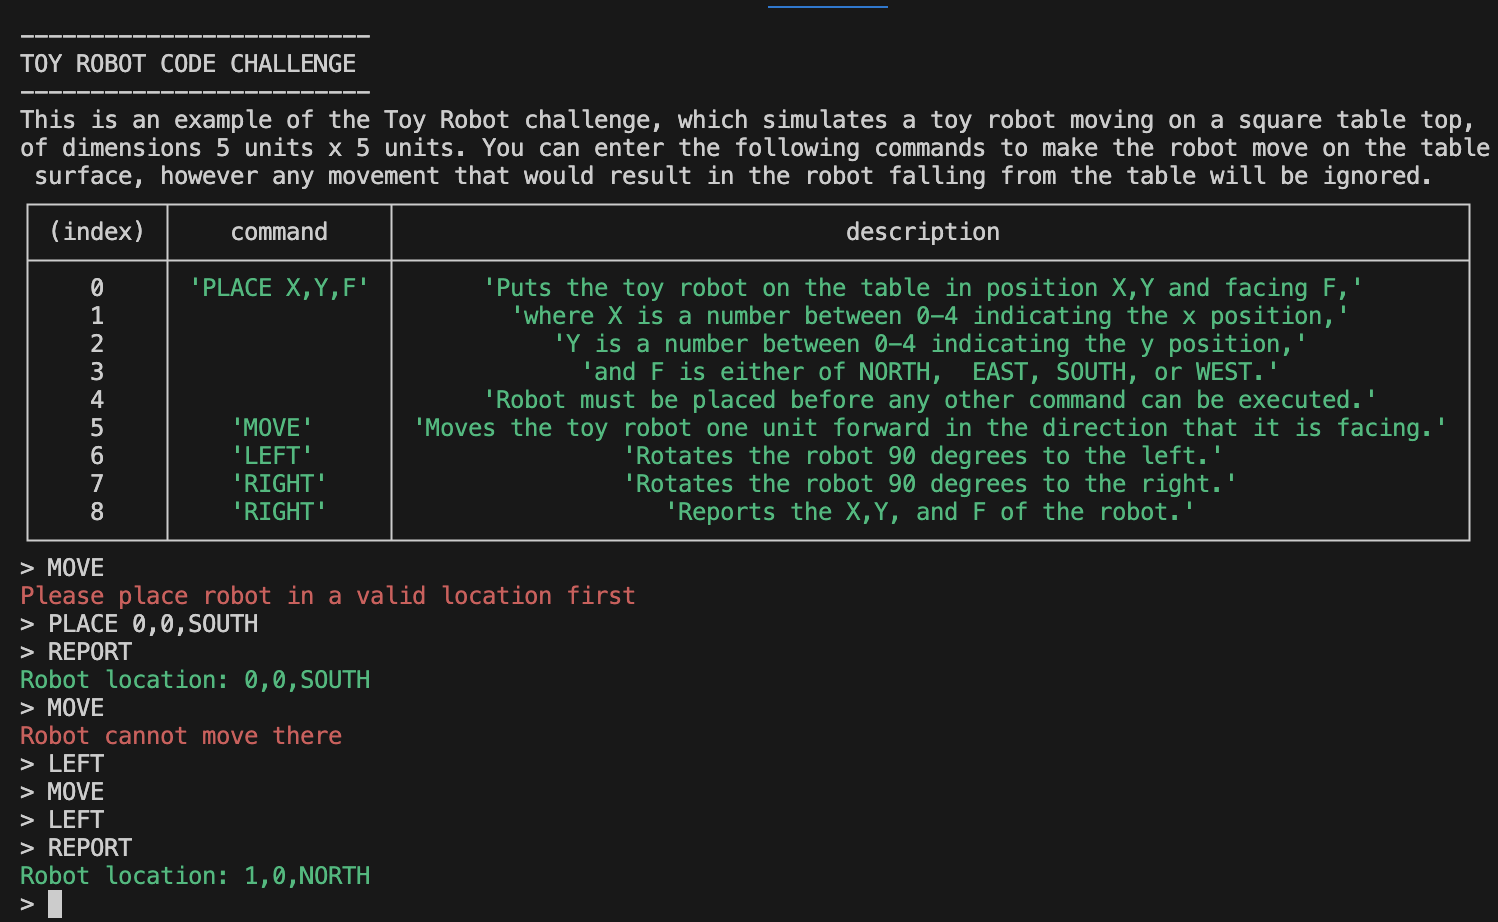 -------------------------
TOY ROBOT CODE CHALLENGE
-------------------------
This is an example of the Toy Robot challenge, which simulates a toy robot moving on a square table top,
of dimensions 5 units x 5 units. You can enter the following commands to make the robot move on the table
surface, however any movement that would result in the robot falling from the table will be ignored.
(index) command description
0 'PLACE X,Y,F' 'Puts the toy robot on the table in position X,Y and facing F,'
1 'where X is a number between 0-4 indicating the x position,'
2 'Y is a number between 0-4 indicating the y position,'
3 'and F is either of NORTH,  EAST, SOUTH, or WEST.'
4 'Robot must be placed before any other command can be executed.'
5 'MOVE' 'Moves the toy robot one unit forward in the direction that it is facing.'
6 'LEFT' 'Rotates the robot 90 degrees to the left.'
7 'RIGHT' 'Rotates the robot 90 degrees to the right.'
8 'RIGHT' 'Reports the X,Y, and F of the robot.'
> MOVE
Please place robot in a valid location first
> PLACE 0,0,SOUTH
> REPORT
Robot location: 0,0,SOUTH
> MOVE
Robot cannot move there
> LEFT
> MOVE
> LEFT
> REPORT
Robot location: 1,0,NORTH
>